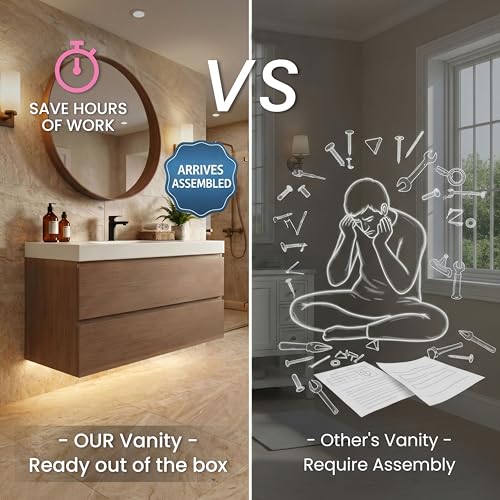 SAVE HOURS
OF WORK
VS
ARRIVES
ASSEMBLED
- OUR Vanity -
Ready out of the box
- Other's Vanity -
Require Assembly